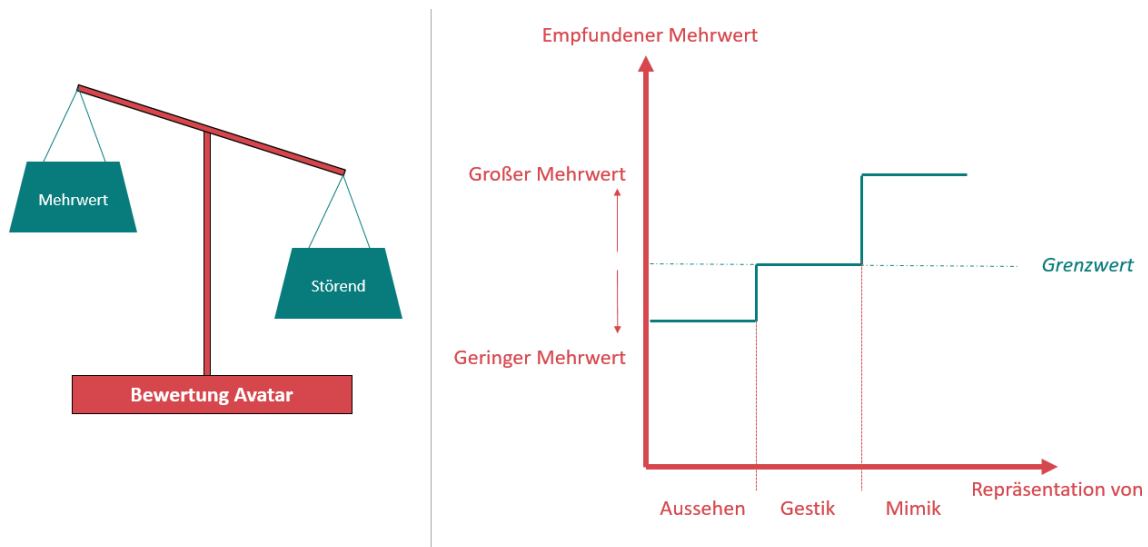 Mehrwert
Störend
Bewertung Avatar
Empfundener Mehrwert
Großer Mehrwert
Grenzwert
Geringer Mehrwert
Repräsentation von
Aussehen
Gestik
Mimik